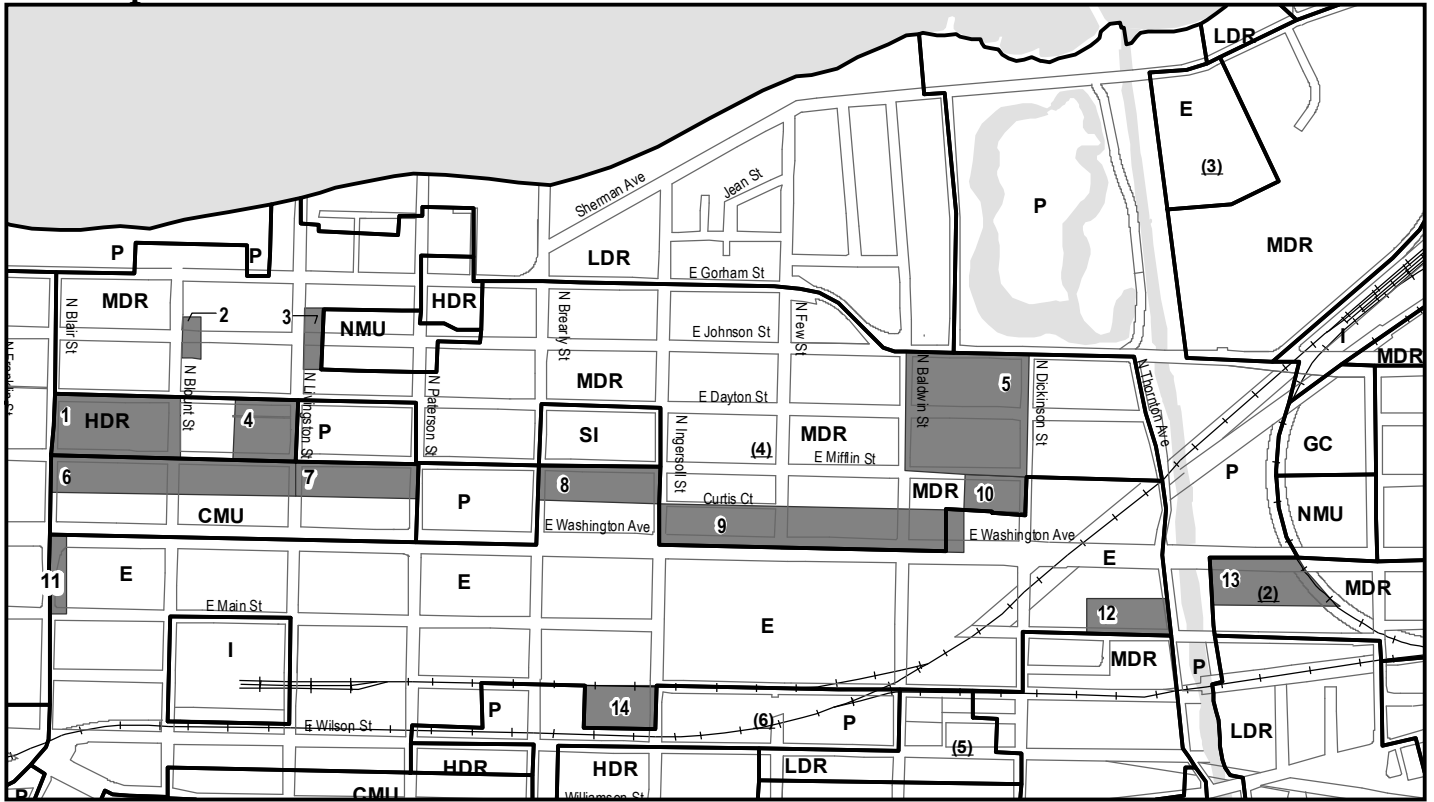 LDR
E
(3)
P
MDR
Sherman Ave
Jean St
P
P
LDR
E Gorham St
MDR
N Blair St
2
3
NMU
HDR
N Brearly St
E Johnson St
N Few St
I
MDR
N Blount St
N Livingston St
N Paterson St
MDR
E Dayton St
N Baldwin St
5
N Dickinson St
N Thornton Ave
1
HDR
4
P
SI
N Ingersoll St
(4)
MDR
E Mifflin St
GC
P
6
7
8
Curtis Ct
MDR
10
P
CMU
E Washington Ave
9
E Washington Ave
NMU
11
E
E
E
13
(2)
MDR
E Main St
12
E
I
MDR
P
14
P
E Wilson St
(6)
P
(5)
LDR
HDR
HDR
LDR
CMU
Williamson St
P